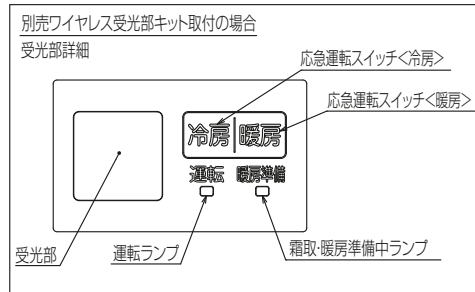 別売ワイヤレス受光部キット取付の場合
受光部詳細
応急運転スイッチ<冷房>
応急運転スイッチ<暖房>
冷房 暖房
運転 暖房準備
受光部
運転ランプ
霜取・暖房準備中ランプ